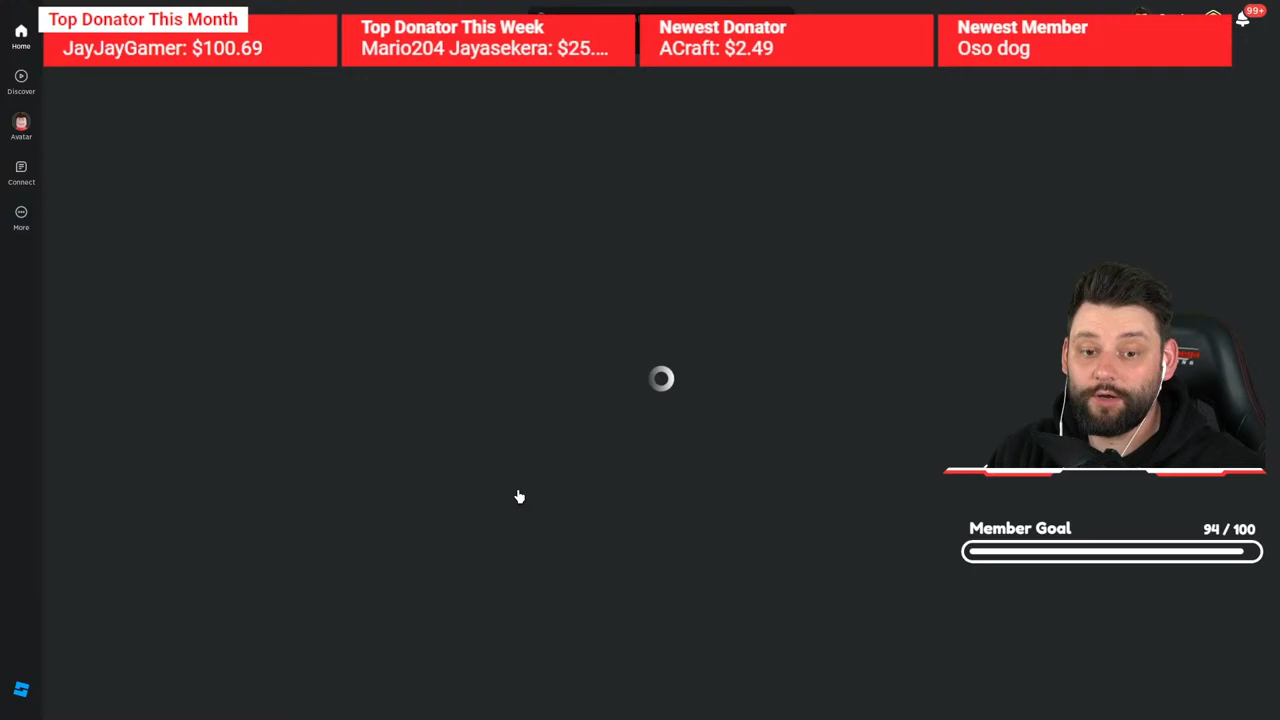 Top Donator This Month
JayJayGamer: $100.69
Top Donator This Week
Mario204 Jayasekera: $25....
Newest Donator
ACraft: $2.49
Newest Member
Oso dog
99+
Home
Discover
Avatar
Connect
More
Member Goal
94 / 100